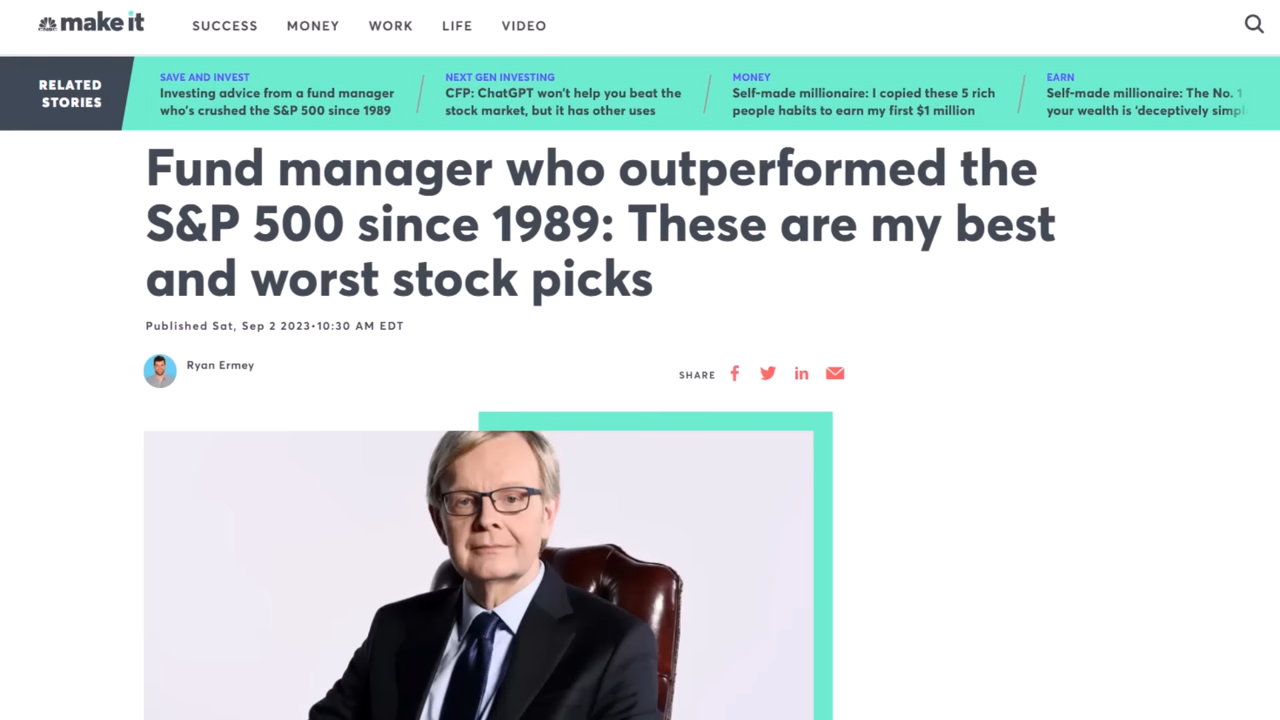 make it
SUCCESS MONEY WORK LIFE VIDEO
RELATED
STORIES
SAVE AND INVEST
Investing advice from a fund manager
who's crushed the S&P 500 since 1989
NEXT GEN INVESTING
CFP: ChatGPT won't help you beat the
stock market, but it has other uses
MONEY
Self-made millionaire: I copied these 5 rich
people habits to earn my first $1 million
EARN
Self-made millionaire: The No. 1
your wealth is 'deceptively simpl
Fund manager who outperformed the
S&P 500 since 1989: These are my best
and worst stock picks
Published Sat, Sep 2 2023•10:30 AM EDT
Ryan Ermey
SHARE